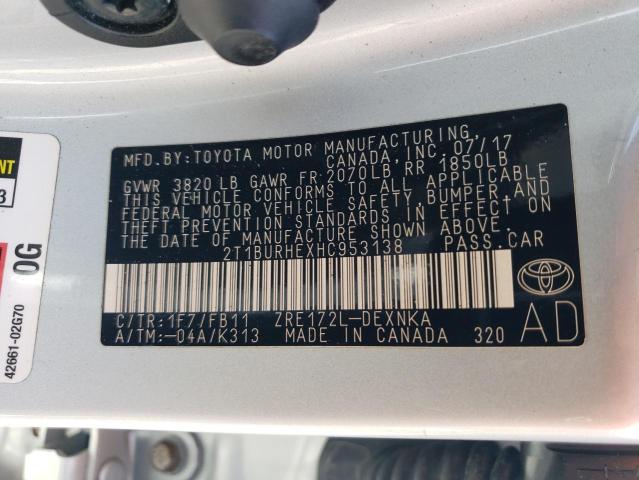 MFD. BY:TOYOTA MOTOR MANUFACTURING,
CANADA, INC. 07/17
GVWR 3820 LB GAWR FR 2070LB RR 1850LB
THIS VEHICLE CONFORMS TO ALL APPLICABLE
FEDERAL MOTOR VEHICLE SAFETY, BUMPER, AND
THEFT PREVENTION STANDARDS IN EFFECT ON
THE DATE OF MANUFACTURE SHOWN ABOVE.
2T1BURHEXHC953138 PASS.CAR
C/TR:1F7/FB11 ZRE172L-DEXNKA
A/TM:-04A/K313 MADE IN CANADA 320
AD
3
0G
42661-02G70